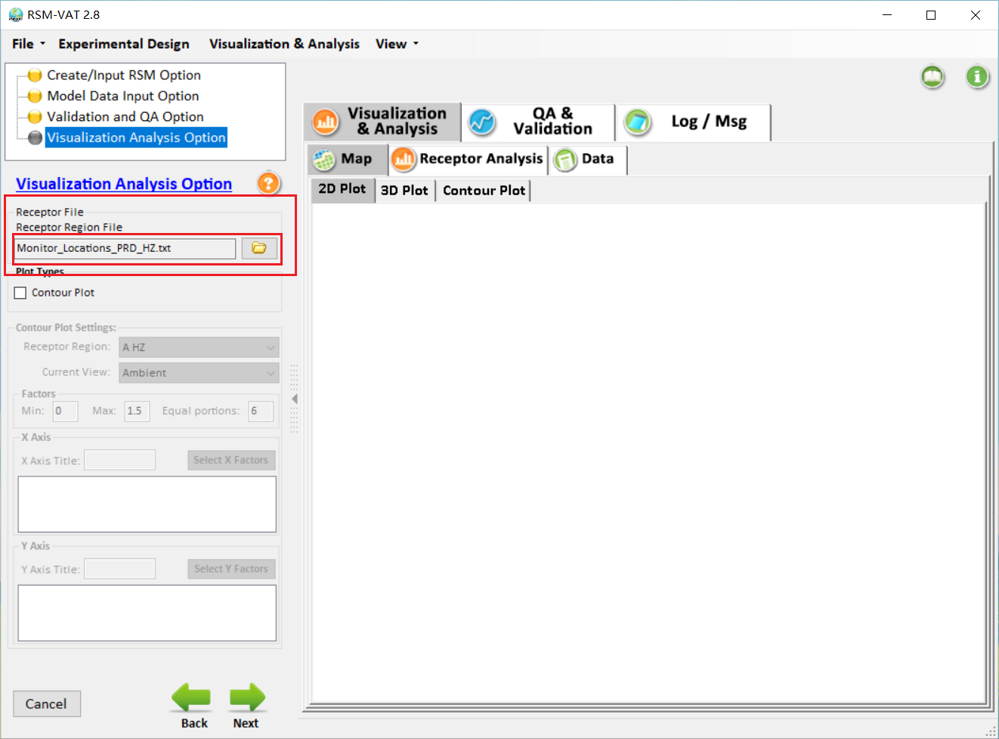 RSM-VAT 2.8
File Experimental Design Visualization & Analysis View
Create/Input RSM Option
Model Data Input Option
Validation and QA Option
Visualization Analysis Option
Visualization Analysis Option
?
Receptor File
Receptor Region File
Monitor_Locations_PRD_HZ.txt
Plot Types
Contour Plot
Contour Plot Settings:
Receptor Region: A HZ
Current View: Ambient
Factors
Min: 0 Max: 1.5 Equal portions: 6
X Axis
X Axis Title: Select X Factors
Y Axis
Y Axis Title: Select Y Factors
Cancel
Back
Next
i
Visualization
& Analysis
QA &
Validation
Log / Msg
Map Receptor Analysis Data
2D Plot 3D Plot Contour Plot